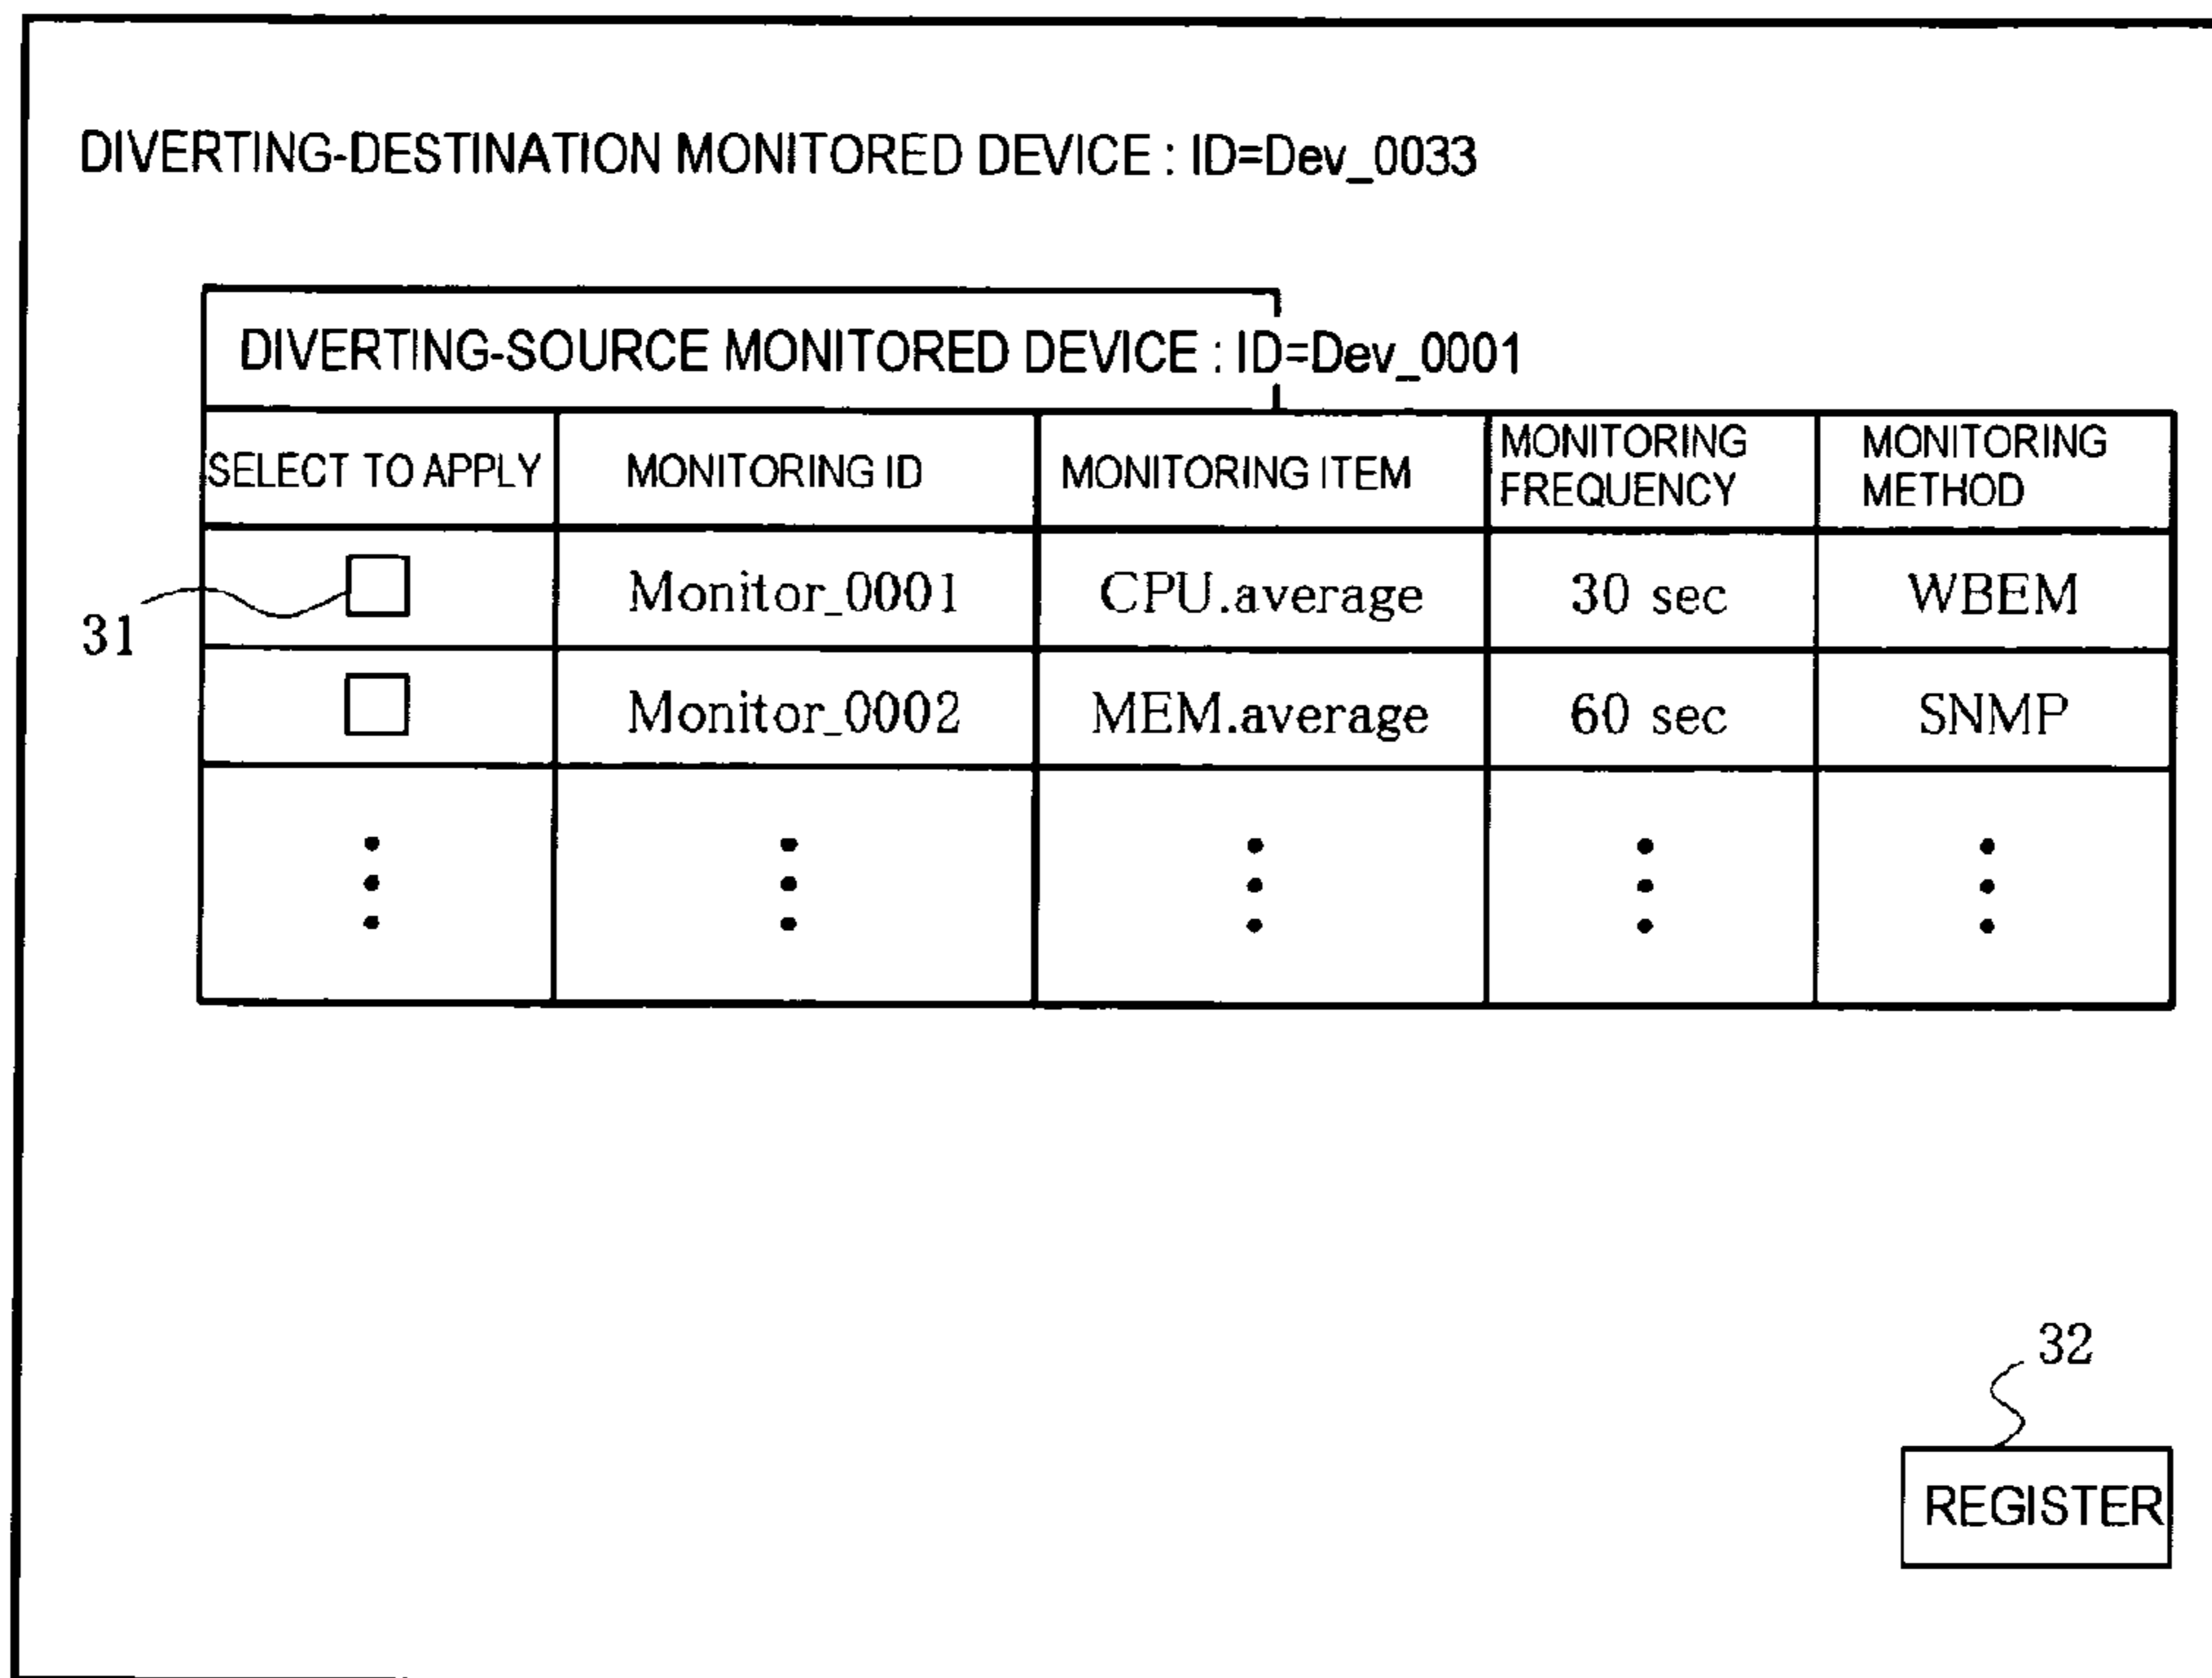 DIVERTING-DESTINATION MONITORED DEVICE : ID=Dev_0033
DIVERTING-SOURCE MONITORED DEVICE : ID=Dev_0001
SELECT TO APPLY MONITORING ID MONITORING ITEM MONITORING FREQUENCY MONITORING METHOD
31 Monitor_0001 CPU.average 30 sec WBEM
Monitor_0002 MEM.average 60 sec SNMP
32
REGISTER